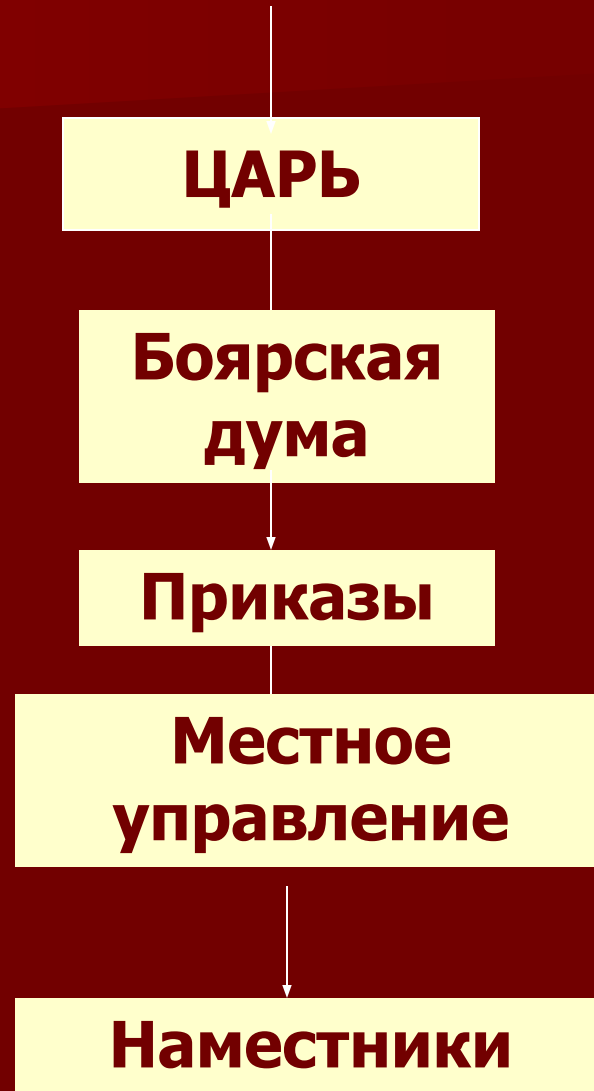 ЦАРЬ
Боярская
дума
Приказы
Местное
управление
Наместники